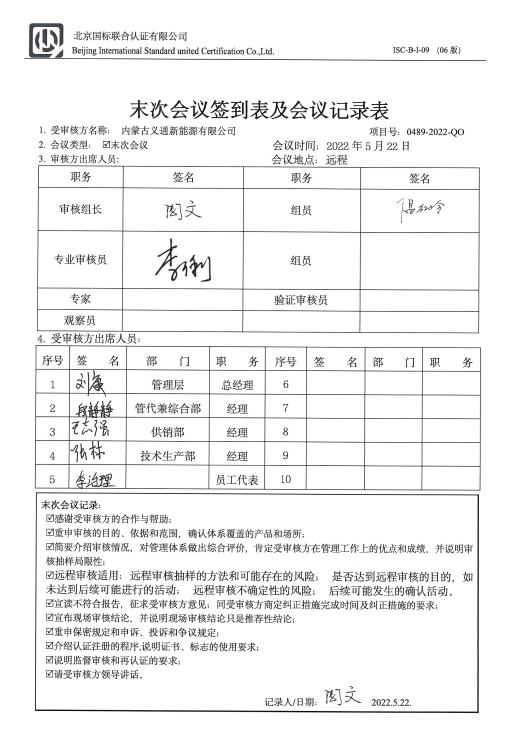 北京国标联合认证有限公司
Beijing International Standard united Certification Co.,Ltd.
ISC-B-I-09 (06 版)
末次会议签到表及会议记录表
1. 受审核方名称: 内蒙古义通新能源有限公司 项目号: 0489-2022-QO
2. 会议类型: ☑末次会议 会议时间: 2022 年 5 月 22 日
3. 审核方出席人员: 会议地点: 远程
职务 签名 职务 签名
审核组长 阎文 组员
专业审核员 组员
专家 验证审核员
观察员
4. 受审核方出席人员:
序号 签 名 部 门 职 务 序号 签 名 部 门 职 务
1 刘廉 管理层 总经理 6
2 段静静 管代兼综合部 经理 7
3 王志强 供销部 经理 8
4 张林 技术生产部 经理 9
5 李治理 员工代表 10
末次会议记录:
☑感谢受审核方的合作与帮助;
☑重申审核的目的、依据和范围, 确认体系覆盖的产品和场所;
☑简要介绍审核情况, 对管理体系做出综合评价, 肯定受审核方在管理工作上的优点和成绩, 并说明审
核抽样局限性;
☑远程审核适用: 远程审核抽样的方法和可能存在的风险; 是否达到远程审核的目的, 如
未达到后续可能进行的活动; 远程审核不确定性的风险; 后续可能发生的确认活动.
☑宣读不符合报告, 征求受审核方意见; 同受审核方商定纠正措施完成时间及纠正措施的要求;
☑宣布现场审核结论, 并说明现场审核结论只是推荐性结论;
☑重申保密规定和申诉、投诉和争议规定;
☑介绍认证注册的程序,说明证书、标志的使用要求;
☑说明监督审核和再认证的要求;
☑请受审核方领导讲话。
记录人/日期: 阎文 2022.5.22.